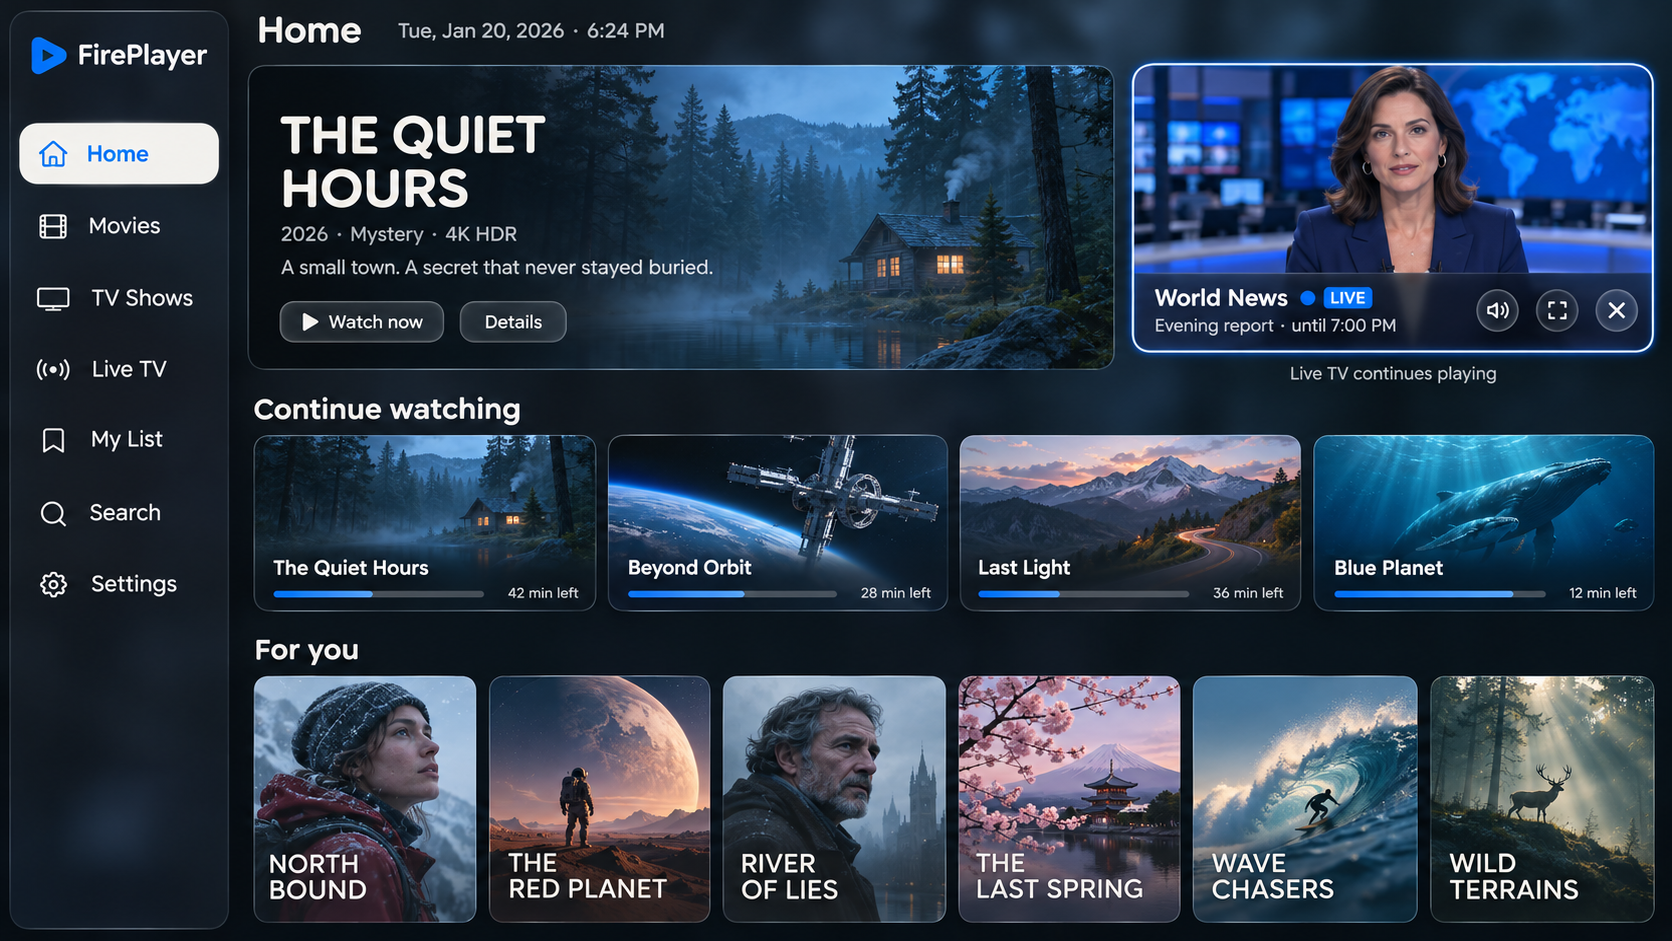 FirePlayer
Home
Movies
TV Shows
Live TV
My List
Search
Settings
Home
Tue, Jan 20, 2026 · 6:24 PM
THE QUIET
HOURS
2026 · Mystery · 4K HDR
A small town. A secret that never stayed buried.
Watch now
Details
World News
LIVE
Evening report · until 7:00 PM
Live TV continues playing
Continue watching
The Quiet Hours
42 min left
Beyond Orbit
28 min left
Last Light
36 min left
Blue Planet
12 min left
For you
NORTH
BOUND
THE
RED PLANET
RIVER
OF LIES
THE
LAST SPRING
WAVE
CHASERS
WILD
TERRAINS